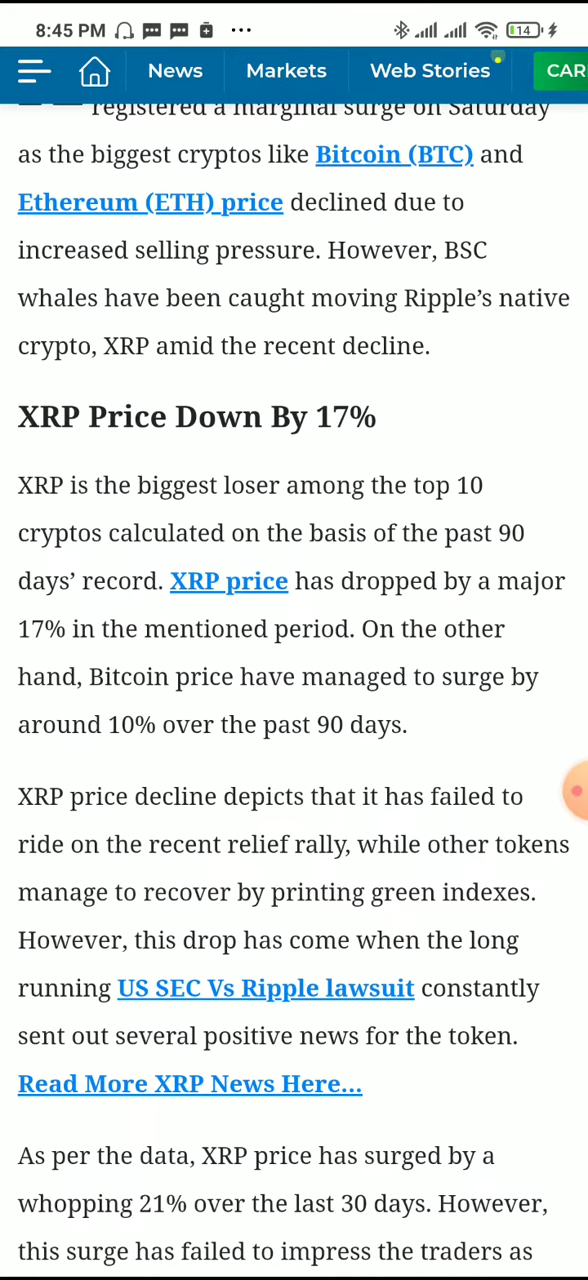 8:45 PM 14
News Markets Web Stories CAR
registered a marginal surge on Saturday
as the biggest cryptos like Bitcoin (BTC) and
Ethereum (ETH) price declined due to
increased selling pressure. However, BSC
whales have been caught moving Ripple’s native
crypto, XRP amid the recent decline.
XRP Price Down By 17%
XRP is the biggest loser among the top 10
cryptos calculated on the basis of the past 90
days’ record. XRP price has dropped by a major
17% in the mentioned period. On the other
hand, Bitcoin price have managed to surge by
around 10% over the past 90 days.
XRP price decline depicts that it has failed to
ride on the recent relief rally, while other tokens
manage to recover by printing green indexes.
However, this drop has come when the long
running US SEC Vs Ripple lawsuit constantly
sent out several positive news for the token.
Read More XRP News Here...
As per the data, XRP price has surged by a
whopping 21% over the last 30 days. However,
this surge has failed to impress the traders as